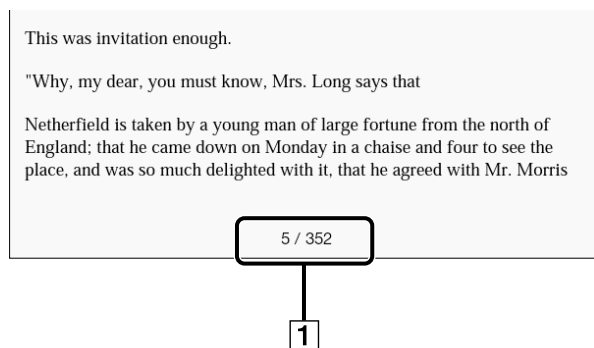 This was invitation enough.
"Why, my dear, you must know, Mrs. Long says that
Netherfield is taken by a young man of large fortune from the north of
England; that he came down on Monday in a chaise and four to see the
place, and was so much delighted with it, that he agreed with Mr. Morris
5 / 352
1